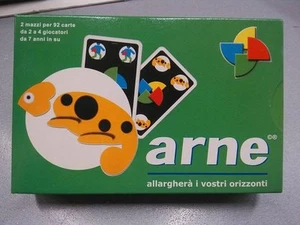 2 mazzi per 92 carte
da 2 a 4 giocatori
da 7 anni in su
arne ©®
allargherà i vostri orizzonti